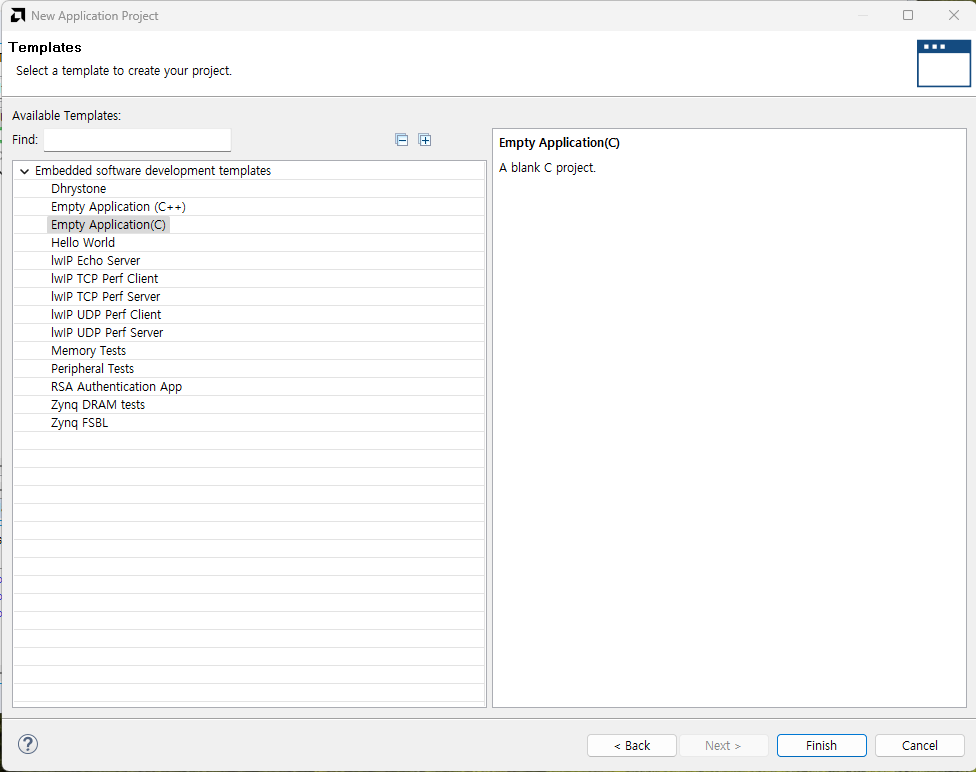 New Application Project
Templates
Select a template to create your project.
Available Templates:
Find:
Embedded software development templates
Dhrystone
Empty Application (C++)
Empty Application(C)
Hello World
lwIP Echo Server
lwIP TCP Perf Client
lwIP TCP Perf Server
lwIP UDP Perf Client
lwIP UDP Perf Server
Memory Tests
Peripheral Tests
RSA Authentication App
Zynq DRAM tests
Zynq FSBL
Empty Application(C)
A blank C project.
?
< Back
Next >
Finish
Cancel